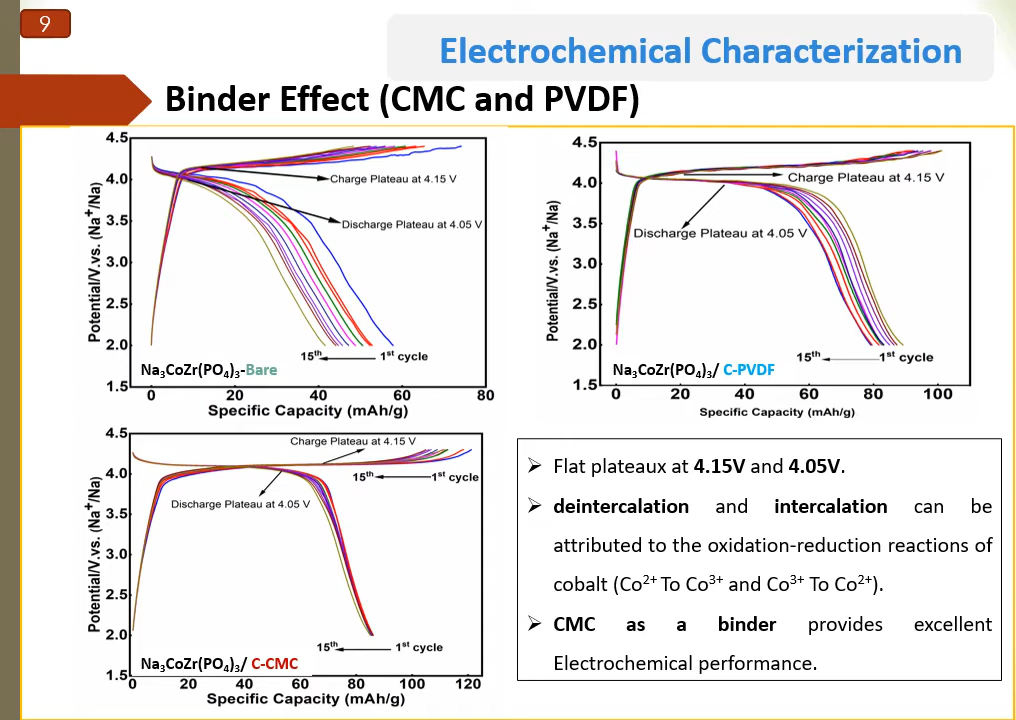 9
Electrochemical Characterization
Binder Effect (CMC and PVDF)
4.5
4.0
3.5
3.0
2.5
2.0
1.5
Potential/V.vs. (Na⁺/Na)
Charge Plateau at 4.15 V
Discharge Plateau at 4.05 V
15ᵗʰ 1ˢᵗ cycle
Na₃CoZr(PO₄)₃-Bare
0 20 40 60 80
Specific Capacity (mAh/g)
4.5
4.0
3.5
3.0
2.5
2.0
1.5
Potential/V.vs. (Na⁺/Na)
Charge Plateau at 4.15 V
Discharge Plateau at 4.05 V
15ᵗʰ 1ˢᵗ cycle
Na₃CoZr(PO₄)₃/ C-PVDF
0 20 40 60 80 100
Specific Capacity (mAh/g)
4.5
4.0
3.5
3.0
2.5
2.0
1.5
Potential/V.vs. (Na⁺/Na)
Charge Plateau at 4.15 V
15ᵗʰ 1ˢᵗ cycle
Discharge Plateau at 4.05 V
15ᵗʰ 1ˢᵗ cycle
Na₃CoZr(PO₄)₃/ C-CMC
0 20 40 60 80 100 120
Specific Capacity (mAh/g)
➢ Flat plateaux at 4.15V and 4.05V.
➢ deintercalation and intercalation can be
attributed to the oxidation-reduction reactions of
cobalt (Co²⁺ To Co³⁺ and Co³⁺ To Co²⁺).
➢ CMC as a binder provides excellent
Electrochemical performance.